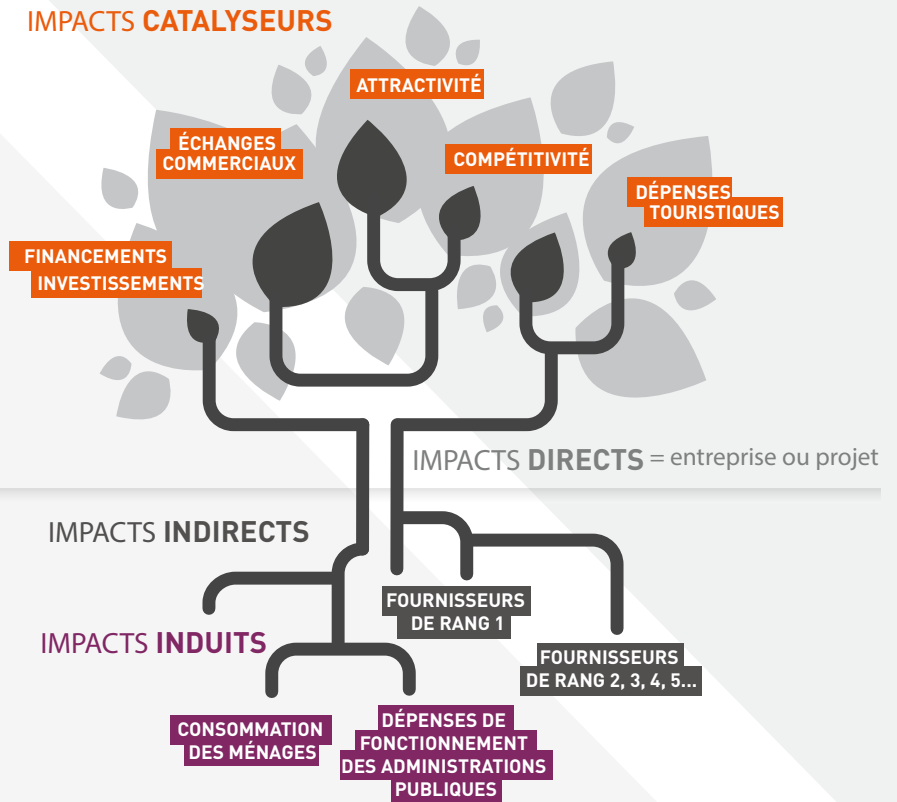 IMPACTS CATALYSEURS
ATTRACTIVITÉ
ÉCHANGES
COMMERCIAUX
COMPÉTITIVITÉ
DÉPENSES
TOURISTIQUES
FINANCEMENTS
INVESTISSEMENTS
IMPACTS DIRECTS = entreprise ou projet
IMPACTS INDIRECTS
FOURNISSEURS
DE RANG 1
IMPACTS INDUITS
FOURNISSEURS
DE RANG 2, 3, 4, 5...
CONSOMMATION
DES MÉNAGES
DÉPENSES DE
FONCTIONNEMENT
DES ADMINISTRATIONS
PUBLIQUES